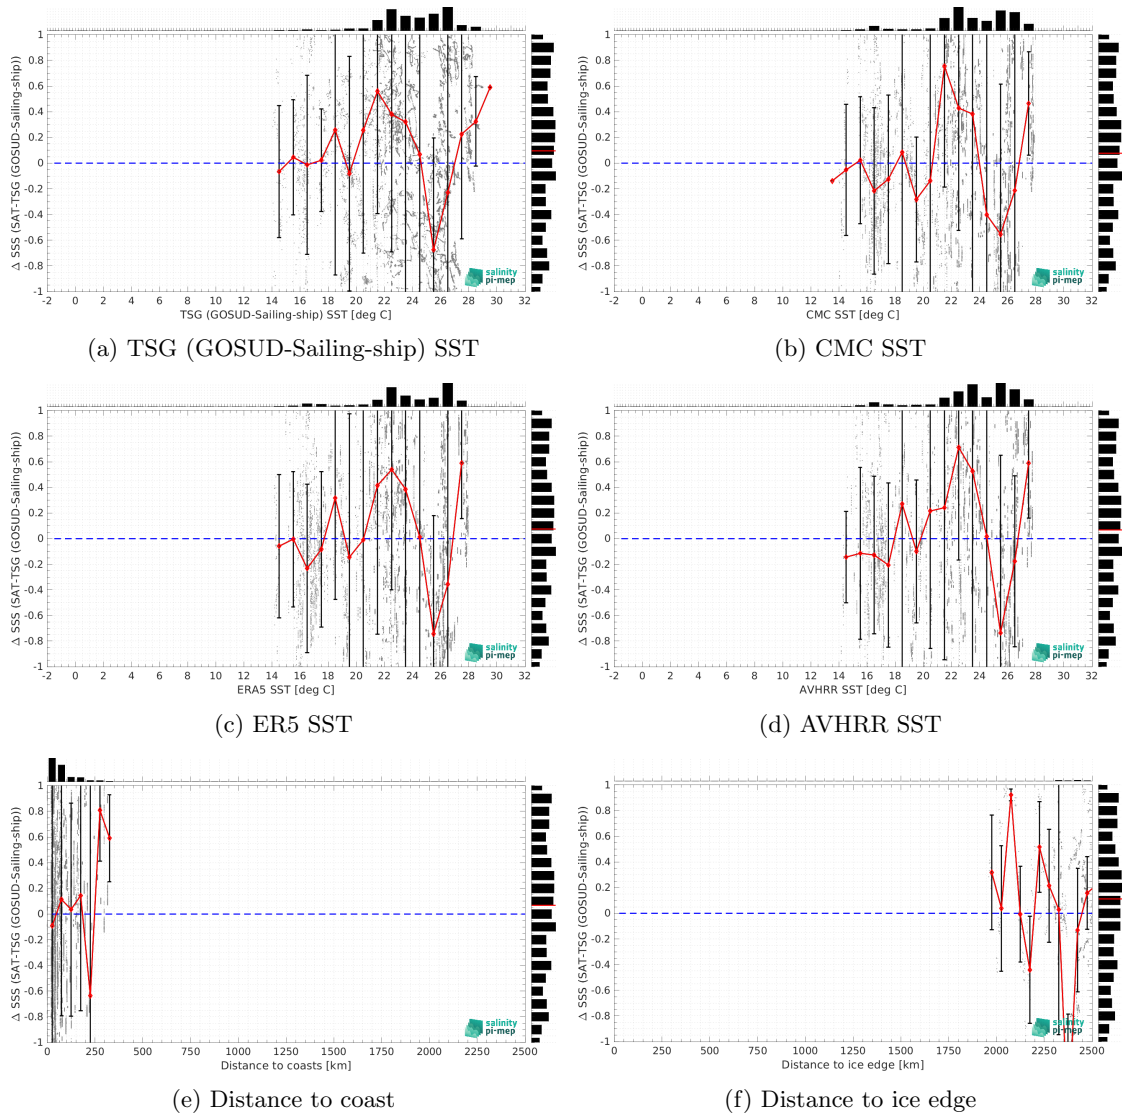 1
0.8
0.6
0.4
0.2
0
-0.2
-0.4
-0.6
-0.8
-1
Δ SSS (SAT-TSG (GOSUD-Sailing-ship))
salinity
pi-mep
-2 0 2 4 6 8 10 12 14 16 18 20 22 24 26 28 30 32
TSG (GOSUD-Sailing-ship) SST [deg C]
(a) TSG (GOSUD-Sailing-ship) SST
1
0.8
0.6
0.4
0.2
0
-0.2
-0.4
-0.6
-0.8
-1
Δ SSS (SAT-TSG (GOSUD-Sailing-ship))
salinity
pi-mep
-2 0 2 4 6 8 10 12 14 16 18 20 22 24 26 28 30 32
CMC SST [deg C]
(b) CMC SST
1
0.8
0.6
0.4
0.2
0
-0.2
-0.4
-0.6
-0.8
-1
Δ SSS (SAT-TSG (GOSUD-Sailing-ship))
salinity
pi-mep
-2 0 2 4 6 8 10 12 14 16 18 20 22 24 26 28 30 32
ERA5 SST [deg C]
(c) ER5 SST
1
0.8
0.6
0.4
0.2
0
-0.2
-0.4
-0.6
-0.8
-1
Δ SSS (SAT-TSG (GOSUD-Sailing-ship))
salinity
pi-mep
-2 0 2 4 6 8 10 12 14 16 18 20 22 24 26 28 30 32
AVHRR SST [deg C]
(d) AVHRR SST
1
0.8
0.6
0.4
0.2
0
-0.2
-0.4
-0.6
-0.8
-1
Δ SSS (SAT-TSG (GOSUD-Sailing-ship))
salinity
pi-mep
0 250 500 750 1000 1250 1500 1750 2000 2250 2500
Distance to coasts [km]
(e) Distance to coast
1
0.8
0.6
0.4
0.2
0
-0.2
-0.4
-0.6
-0.8
-1
Δ SSS (SAT-TSG (GOSUD-Sailing-ship))
salinity
pi-mep
0 250 500 750 1000 1250 1500 1750 2000 2250 2500
Distance to ice edge [km]
(f) Distance to ice edge